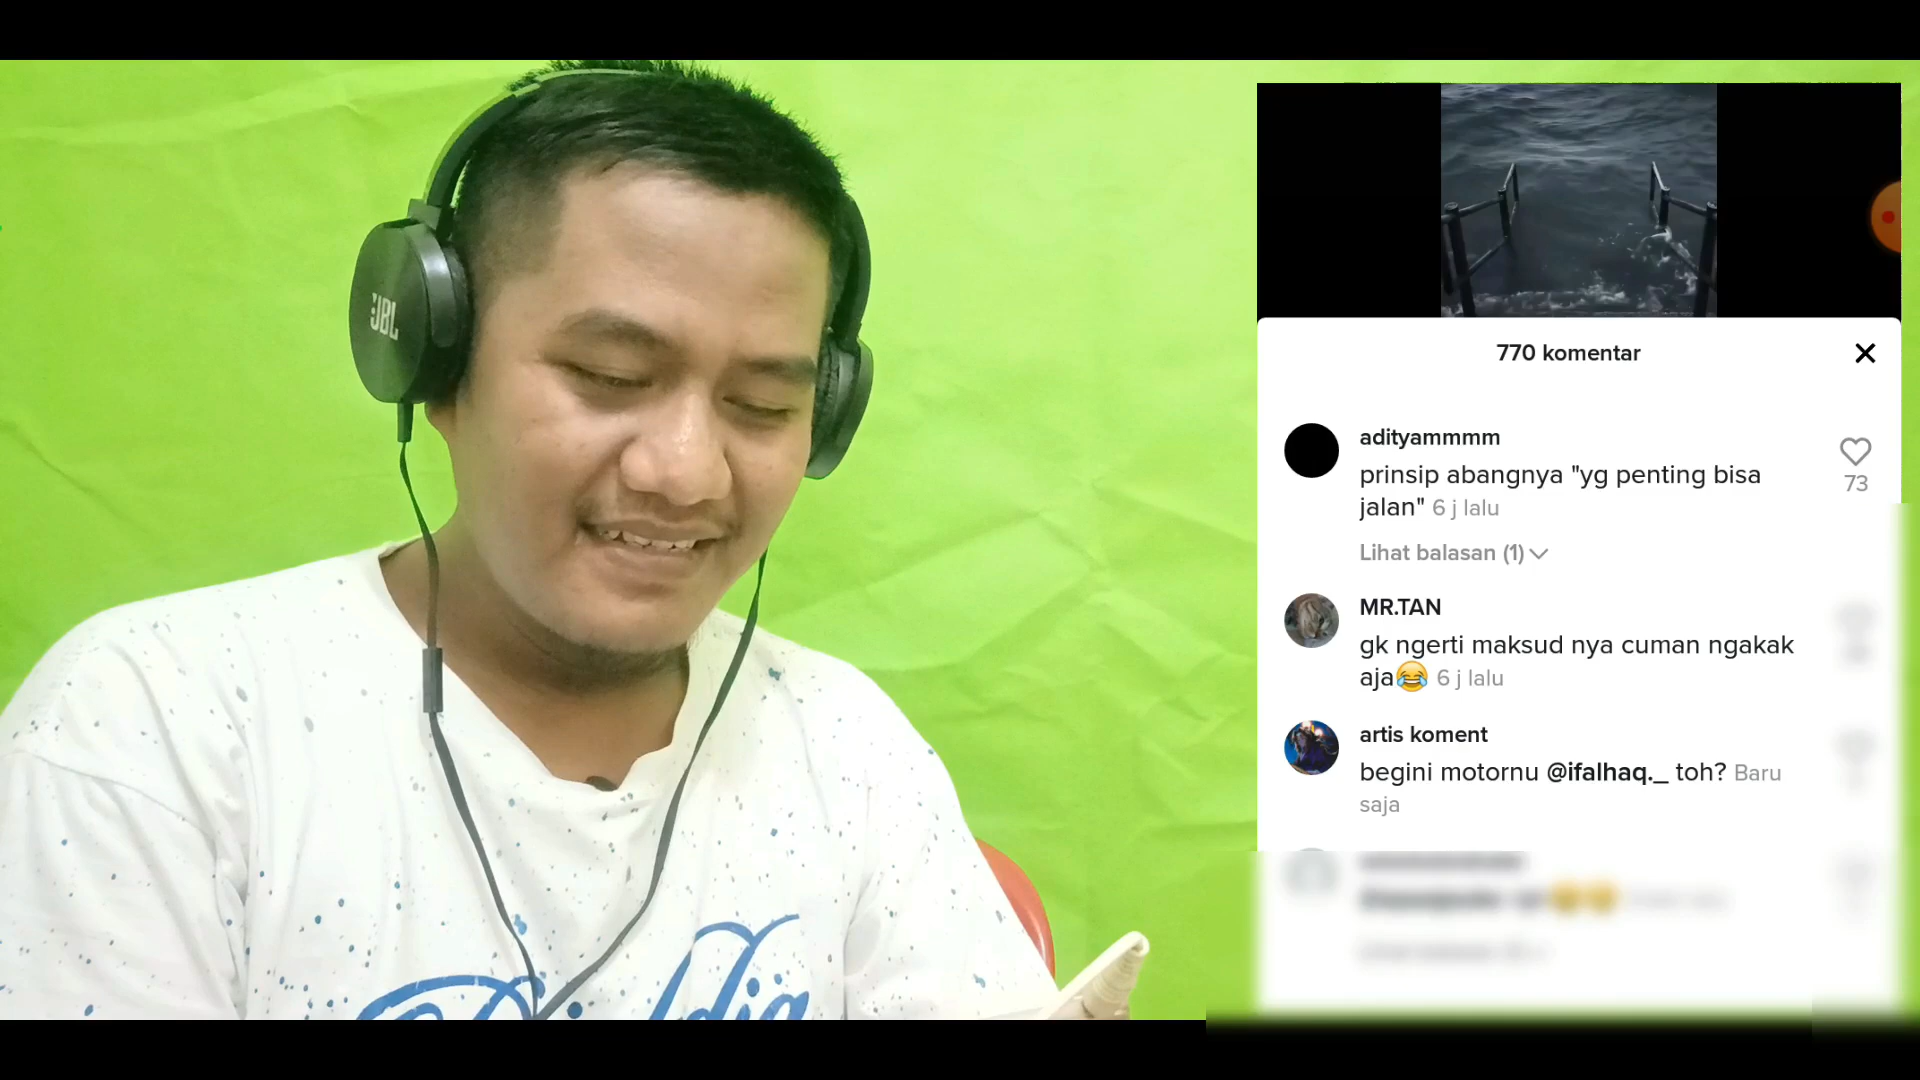 JBL
770 komentar
adityammmm
prinsip abangnya "yg penting bisa
jalan" 6 j lalu
73
Lihat balasan (1)
MR.TAN
gk ngerti maksud nya cuman ngakak
aja😂 6 j lalu
artis koment
begini motornu @ifalhaq._ toh? Baru
saja